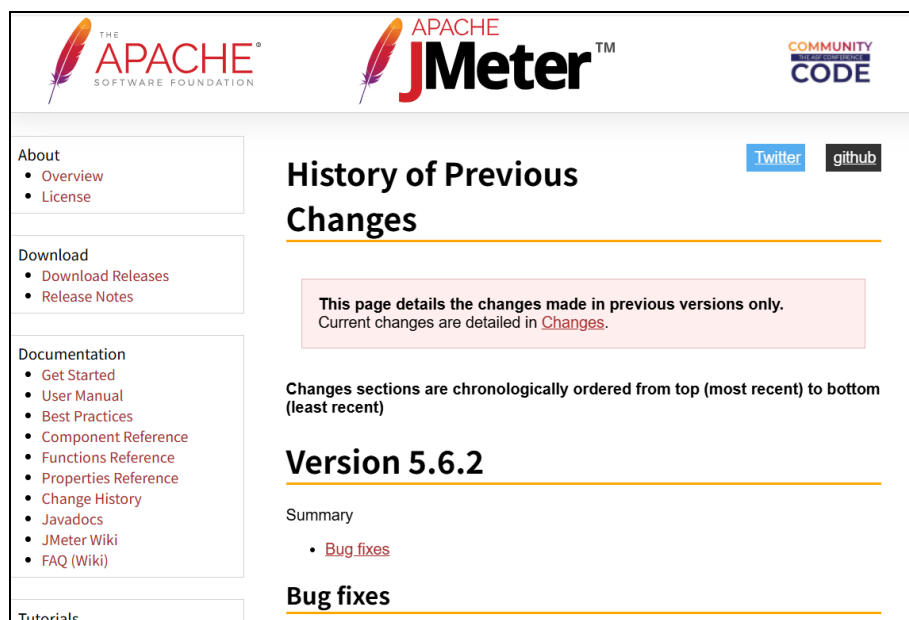 THE
APACHE®
SOFTWARE FOUNDATION
APACHE
JMeter™
COMMUNITY
THE ASF CONFERENCE
CODE
About
Overview
License
Download
Download Releases
Release Notes
Documentation
Get Started
User Manual
Best Practices
Component Reference
Functions Reference
Properties Reference
Change History
Javadocs
JMeter Wiki
FAQ (Wiki)
Tutorials
Twitter
github
History of Previous
Changes
This page details the changes made in previous versions only.
Current changes are detailed in Changes.
Changes sections are chronologically ordered from top (most recent) to bottom
(least recent)
Version 5.6.2
Summary
Bug fixes
Bug fixes